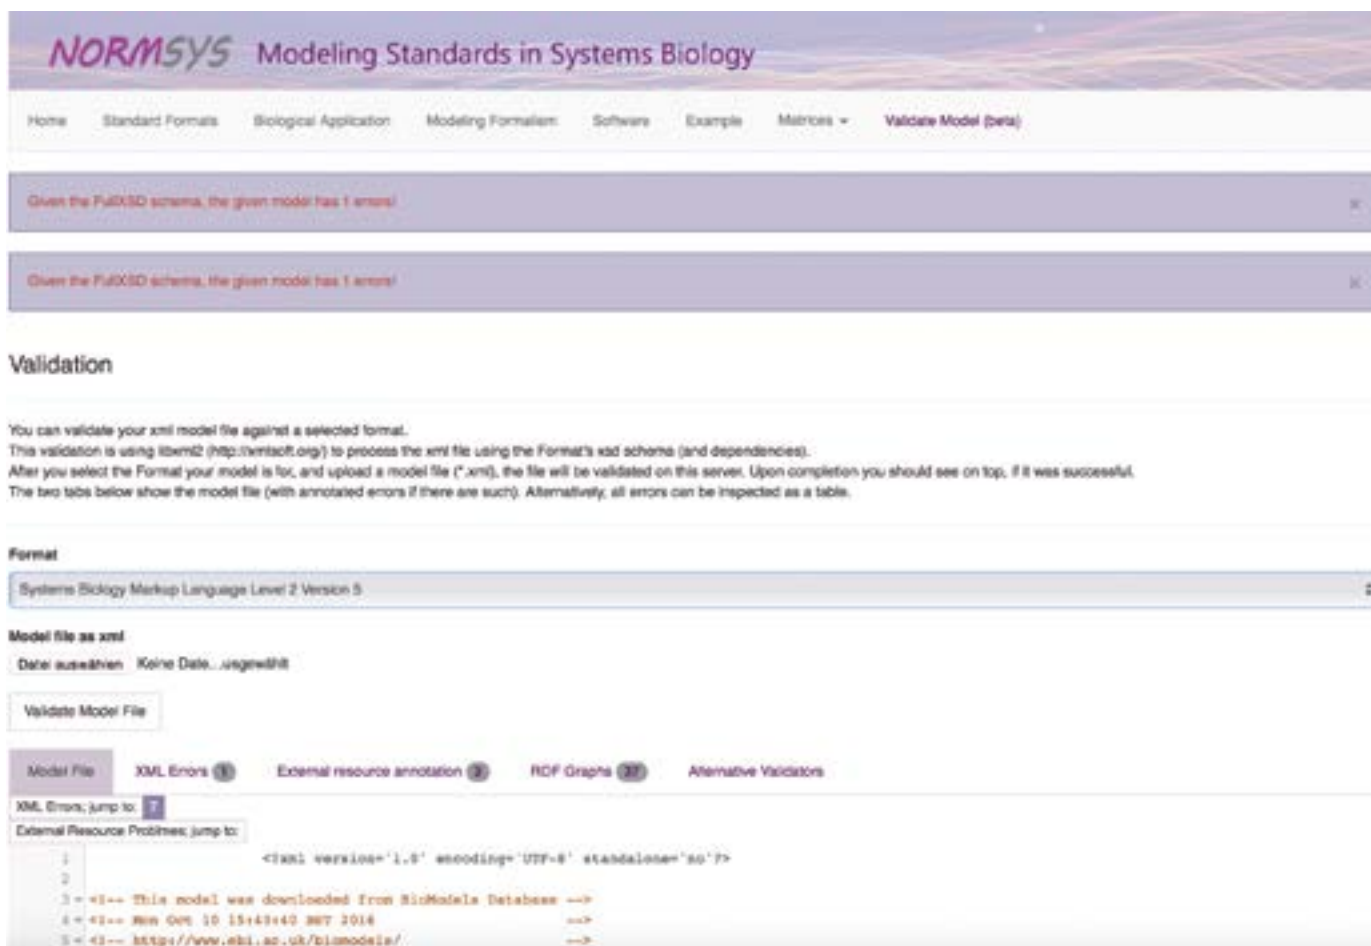 NORMSYS Modeling Standards in Systems Biology
Home Standard Formats Biological Application Modeling Formalism Software Example Matrices Validate Model (beta)
Given the FullXSD schema, the given model has 1 errors! ×
Given the FullXSD schema, the given model has 1 errors! ×
Validation
You can validate your xml model file against a selected format.
This validation is using libxml2 (http://xmlsoft.org/) to process the xml file using the Format's xsd schema (and dependencies).
After you select the Format your model is for, and upload a model file (*.xml), the file will be validated on this server. Upon completion you should see on top, if it was successful.
The two tabs below show the model file (with annotated errors if there are such). Alternatively, all errors can be inspected as a table.
Format
Systems Biology Markup Language Level 2 Version 5
Model file as xml
Datei auswählen Keine Date...usgewählt
Validate Model File
Model File XML Errors 1 External resource annotation 3 RDF Graphs 37 Alternative Validators
XML Errors; jump to: 7
External Resource Problmes; jump to:
1 <?xml version='1.0' encoding='UTF-8' standalone='no'?>
2
3 <!-- This model was downloaded from BioModels Database -->
4 <!-- Mon Oct 10 15:43:40 BST 2016 -->
5 <!-- http://www.ebi.ac.uk/biomodels/ -->